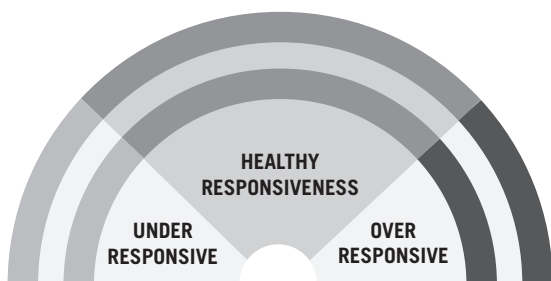 HEALTHY
RESPONSIVENESS
UNDER
RESPONSIVE
OVER
RESPONSIVE